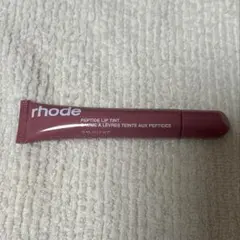 rhode
PEPTIDE LIP TINT
À LÈVRES TEINTÉ AUX PEPTIDES